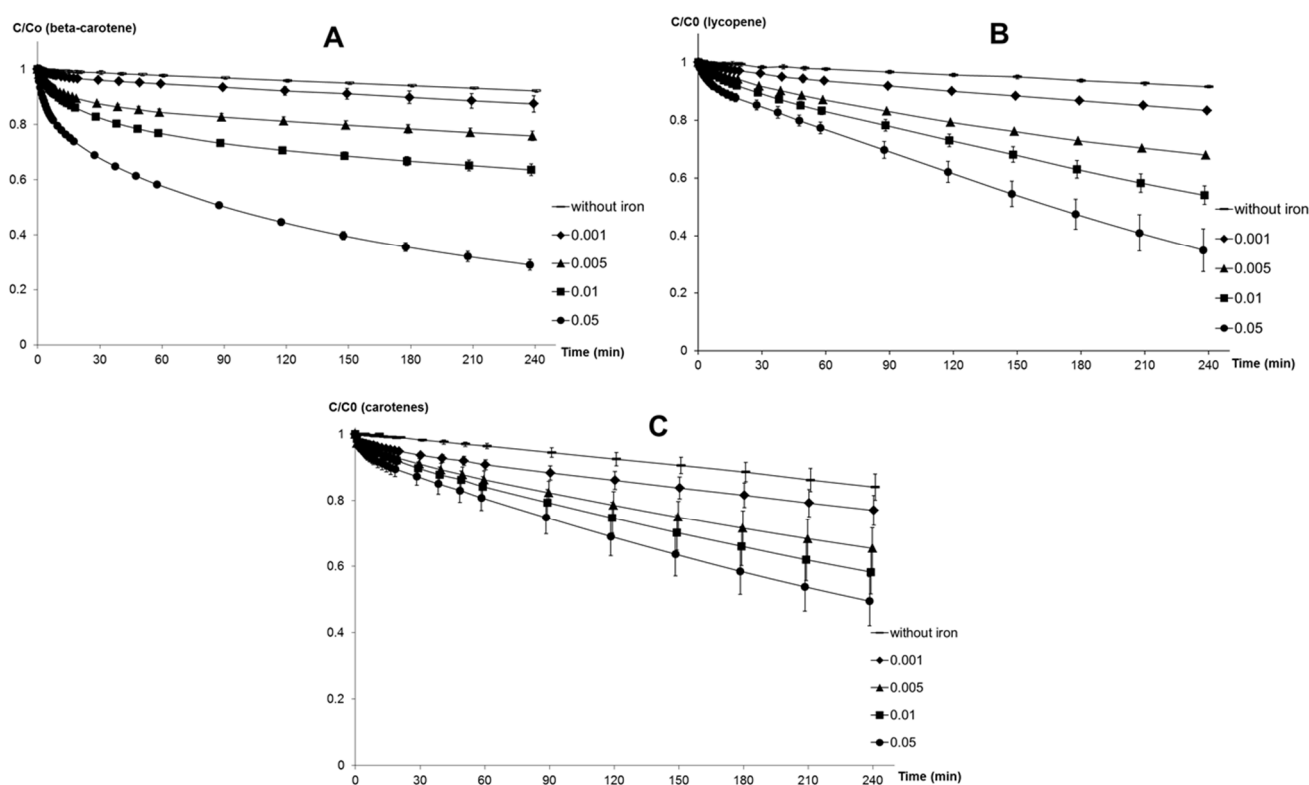 C/Co (beta-carotene)
A
1
0.8
0.6
0.4
0.2
0
0 30 60 90 120 150 180 210 240
Time (min)
without iron
0.001
0.005
0.01
0.05
C/C0 (lycopene)
B
1
0.8
0.6
0.4
0.2
0
0 30 60 90 120 150 180 210 240
Time (min)
without iron
0.001
0.005
0.01
0.05
C/C0 (carotenes)
C
1
0.8
0.6
0.4
0.2
0
0 30 60 90 120 150 180 210 240
Time (min)
without iron
0.001
0.005
0.01
0.05